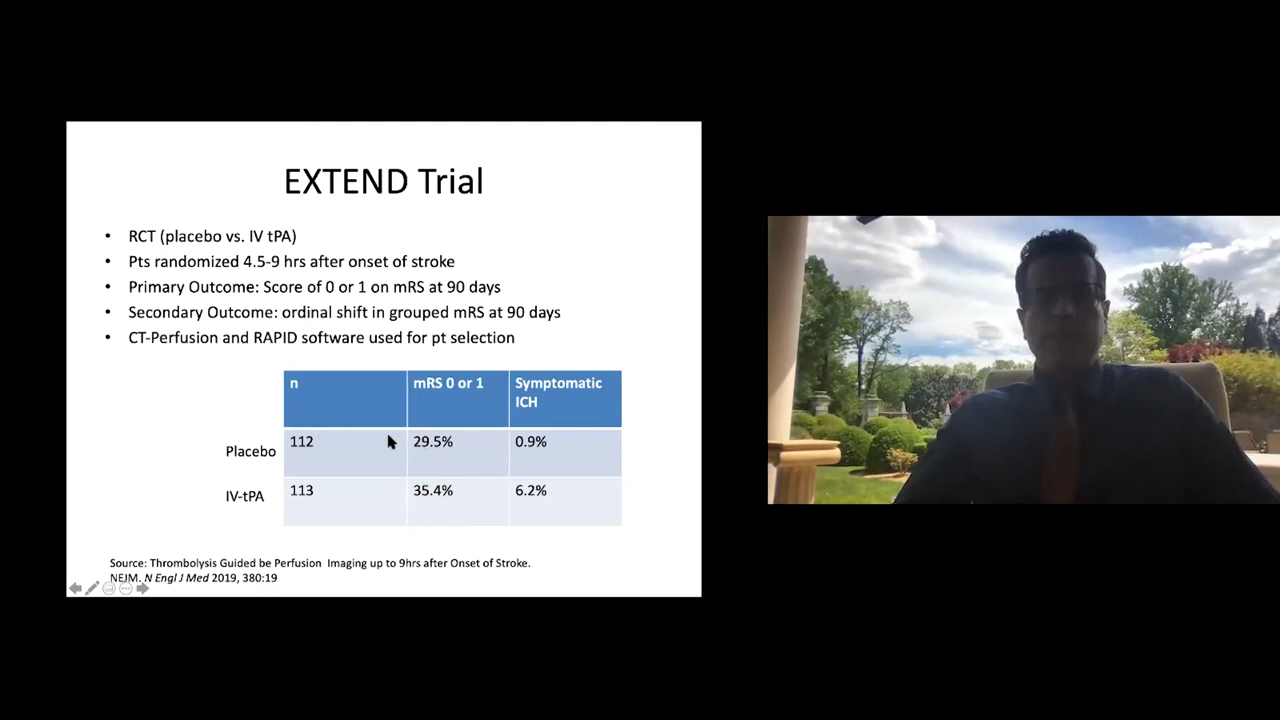 EXTEND Trial
• RCT (placebo vs. IV tPA)
• Pts randomized 4.5-9 hrs after onset of stroke
• Primary Outcome: Score of 0 or 1 on mRS at 90 days
• Secondary Outcome: ordinal shift in grouped mRS at 90 days
• CT-Perfusion and RAPID software used for pt selection
n mRS 0 or 1 Symptomatic
ICH
Placebo 112 29.5% 0.9%
IV-tPA 113 35.4% 6.2%
Source: Thrombolysis Guided be Perfusion Imaging up to 9hrs after Onset of Stroke.
NEJM. N Engl J Med 2019, 380:19